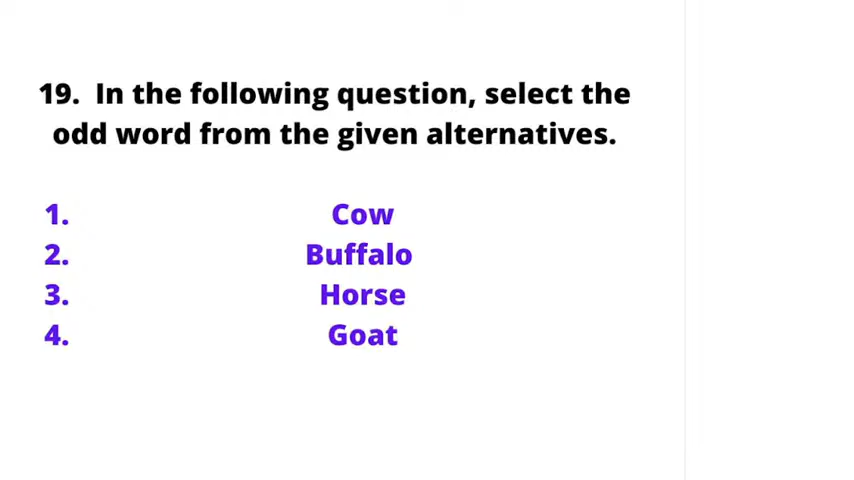 19. In the following question, select the
odd word from the given alternatives.
1. Cow
2. Buffalo
3. Horse
4. Goat